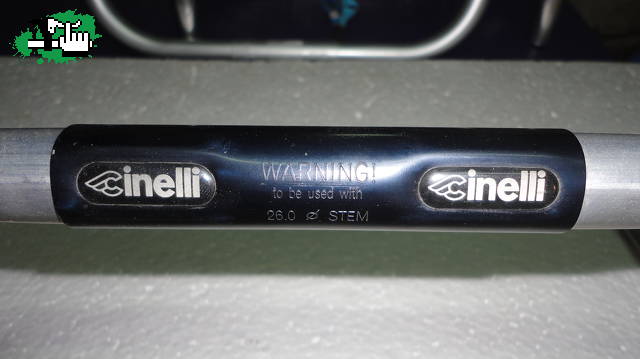 cinelli
WARNING!
to be used with
26.0 ⌀ STEM
cinelli